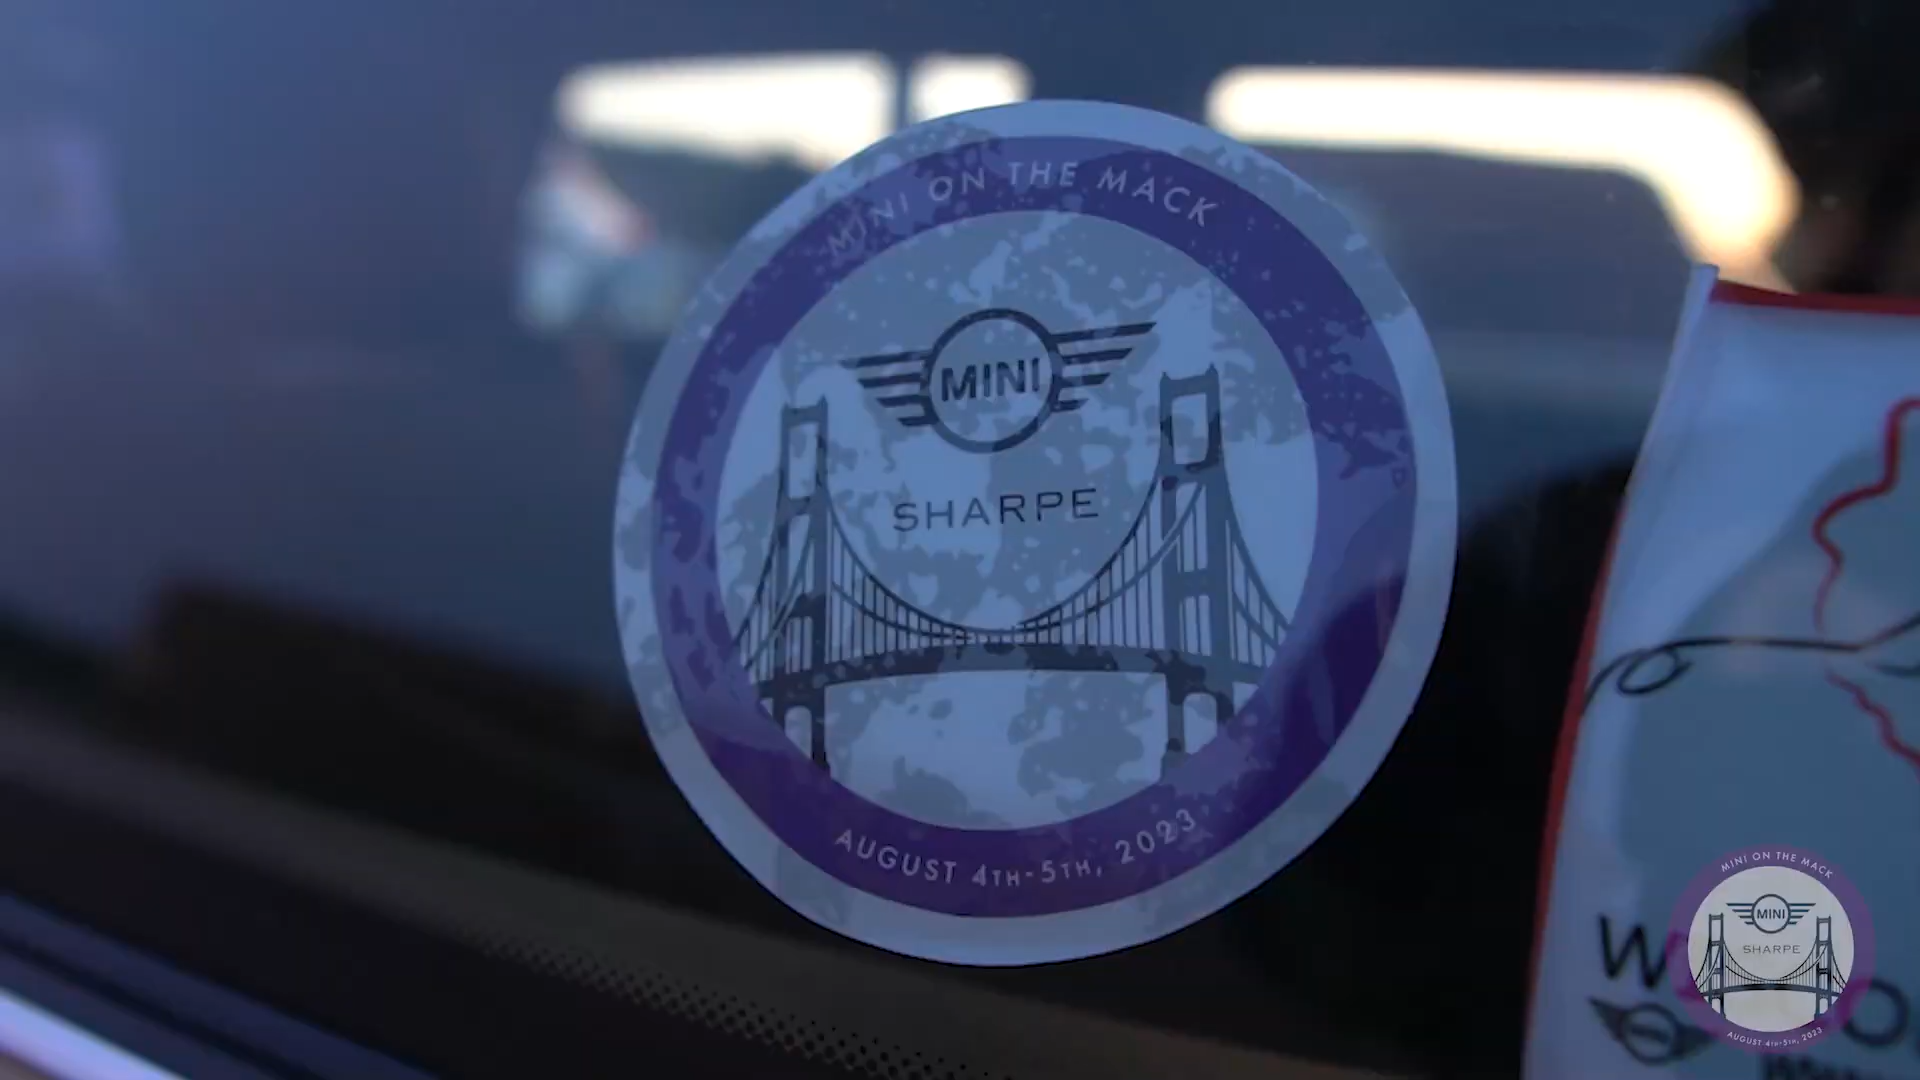 MINI ON THE MACK
MINI
SHARPE
AUGUST 4TH-5TH, 2023
MINI ON THE MACK
MINI
SHARPE
AUGUST 4TH-5TH, 2023